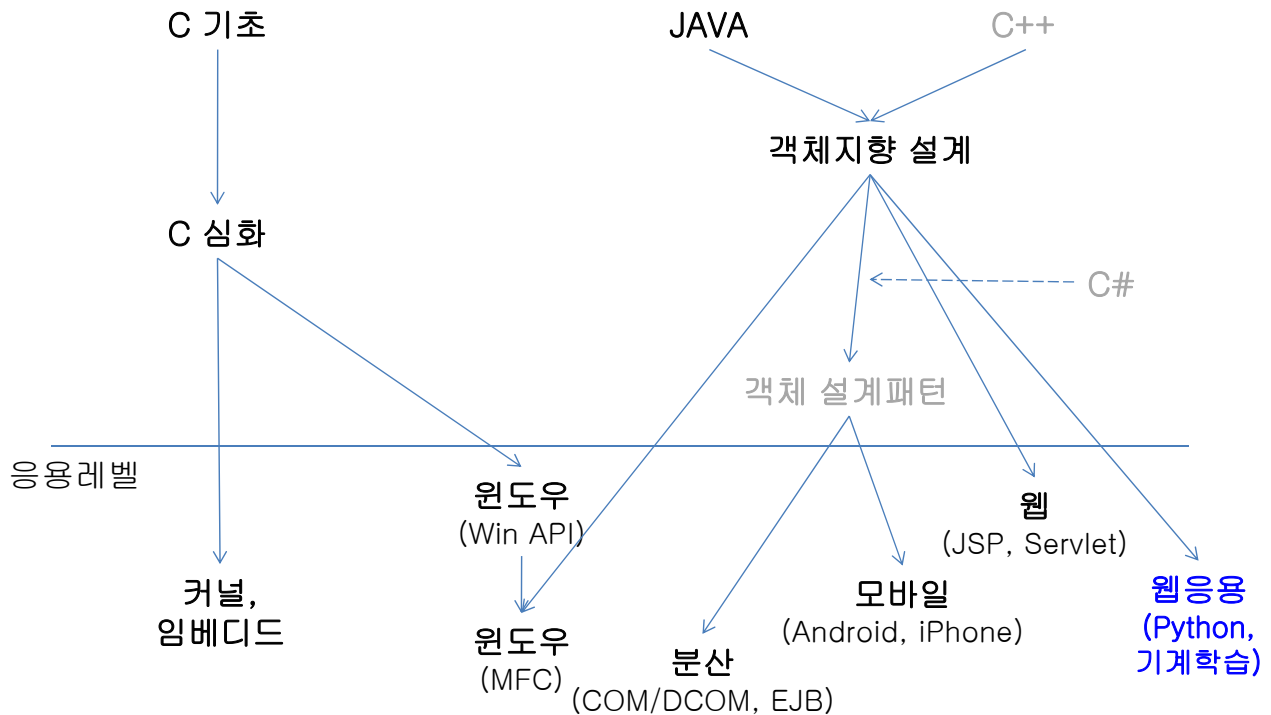 C 기초
JAVA
C++
객체지향 설계
C 심화
C#
객체 설계패턴
응용레벨
윈도우
(Win API)
웹
(JSP, Servlet)
커널,
임베디드
윈도우
(MFC)
분산
(COM/DCOM, EJB)
모바일
(Android, iPhone)
웹응용
(Python,
기계학습)